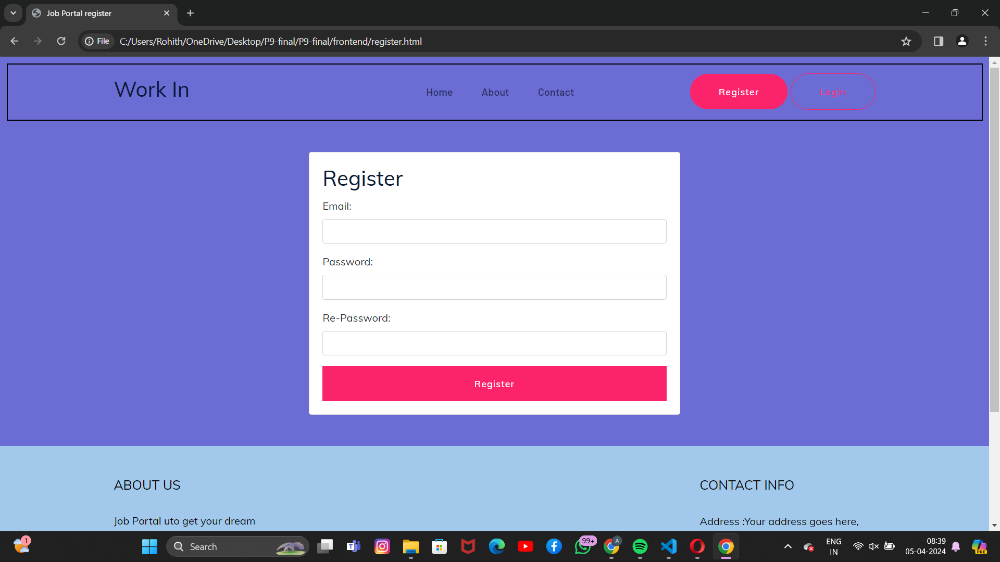 Job Portal register
File C:/Users/Rohith/OneDrive/Desktop/P9-final/P9-final/frontend/register.html
Work In
Home About Contact
Register Login
Register
Email:
Password:
Re-Password:
Register
ABOUT US
Job Portal uto get your dream
CONTACT INFO
Address :Your address goes here,
1
Search
99+
A
ENG
IN
08:39
05-04-2024
PRE